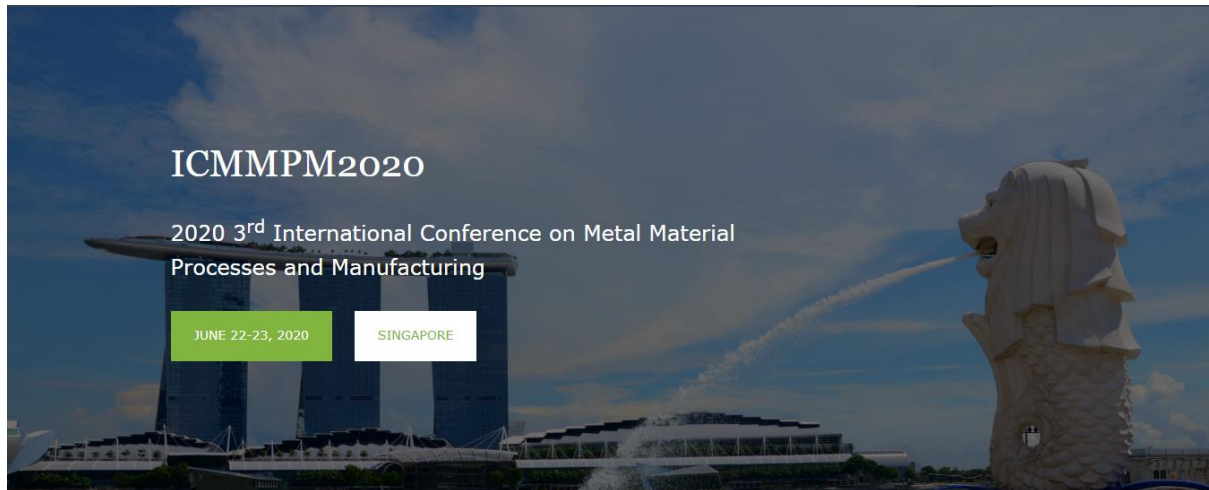 ICMMPM2020
2020 3rd International Conference on Metal Material
Processes and Manufacturing
JUNE 22-23, 2020
SINGAPORE